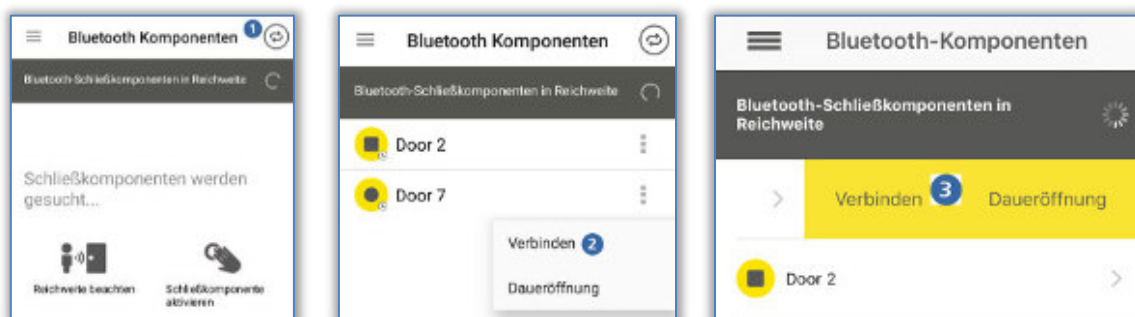 Bluetooth Komponenten 1
Bluetooth-Schließkomponenten in Reichweite
Schließkomponenten werden
gesucht...
Reichweite beachten
Schließkomponente
aktivieren
Bluetooth Komponenten
Bluetooth-Schließkomponenten in Reichweite
Door 2
Door 7
Verbinden 2
Daueröffnung
Bluetooth-Komponenten
Bluetooth-Schließkomponenten in
Reichweite
Verbinden 3 Daueröffnung
Door 2